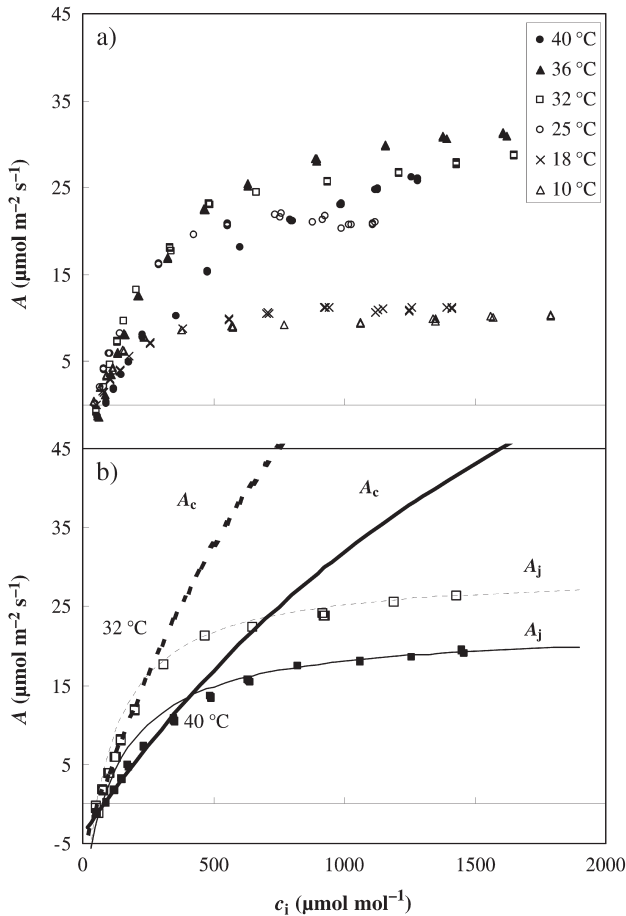 45
a)
40 °C
36 °C
32 °C
25 °C
18 °C
10 °C
35
25
15
5
A (µmol m⁻² s⁻¹)
45
b)
Ac
Ac
35
Aj
25
32 °C
Aj
15
40 °C
5
-5
A (µmol m⁻² s⁻¹)
0 500 1000 1500 2000
ci (µmol mol⁻¹)